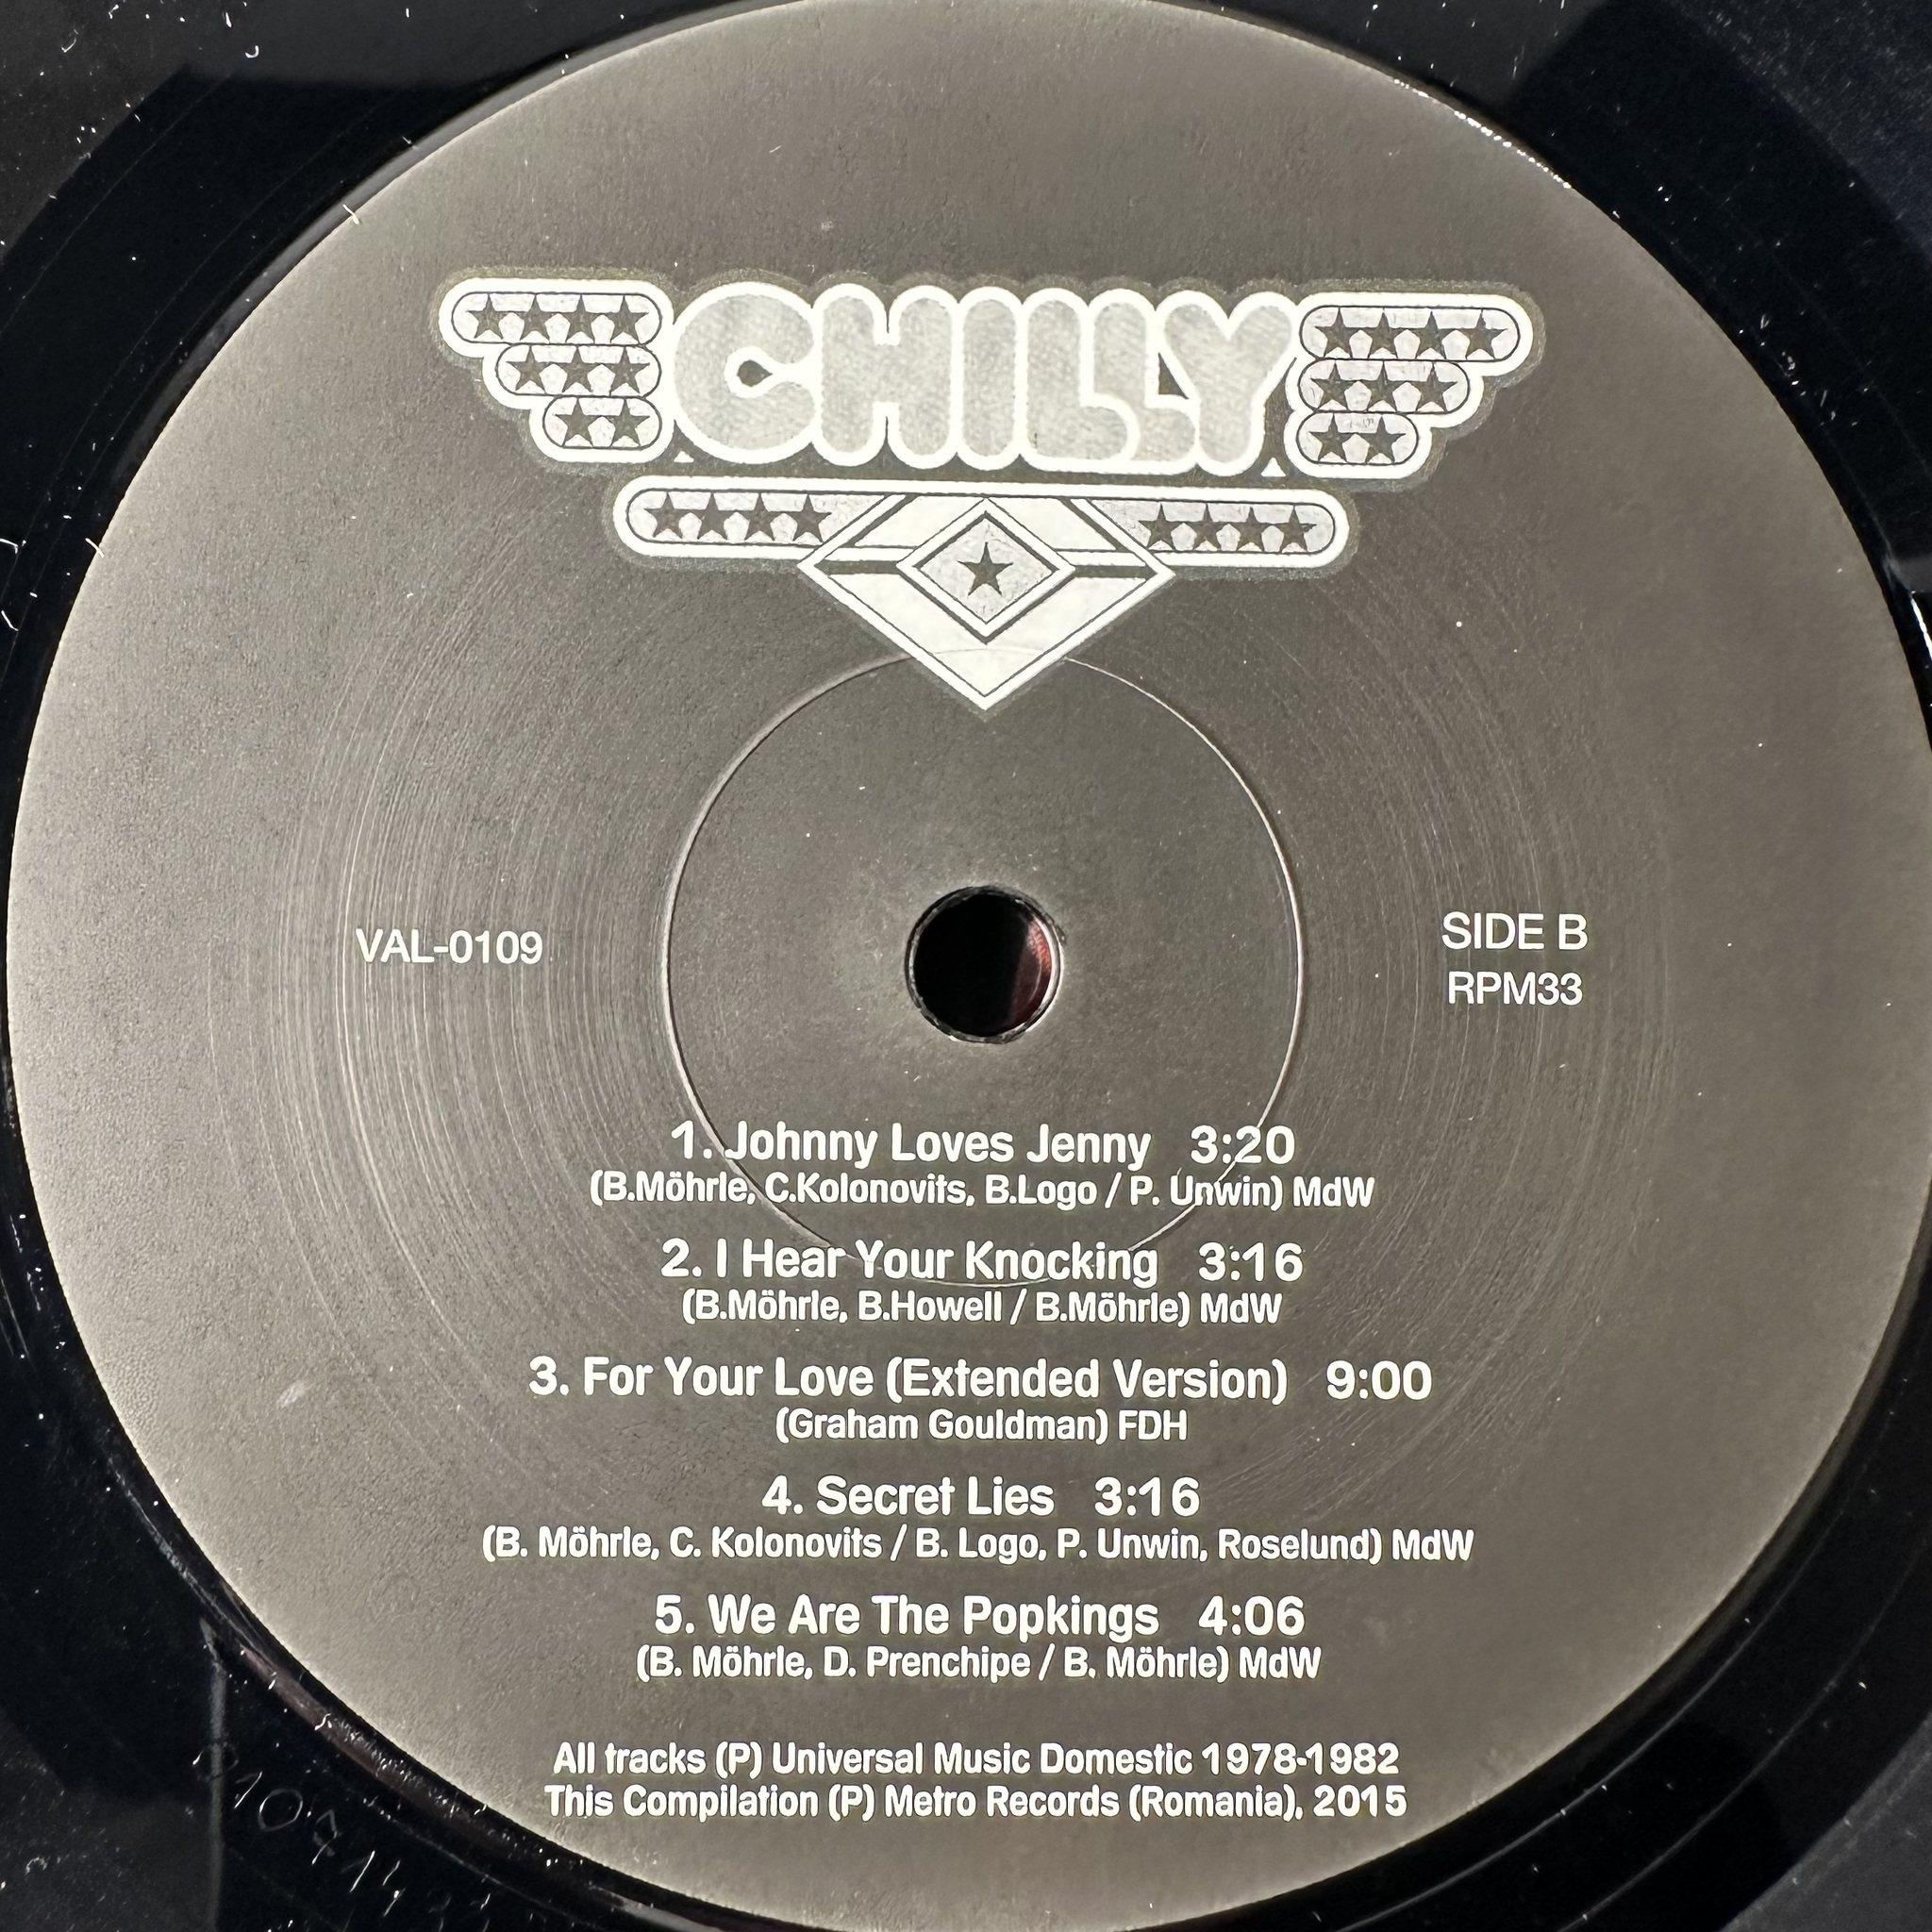 CHILLY
VAL-0109
SIDE B
RPM33
1. Johnny Loves Jenny 3:20
(B.Möhrle, C.Kolonovits, B.Logo / P. Unwin) MdW
2. I Hear Your Knocking 3:16
(B.Möhrle, B.Howell / B.Möhrle) MdW
3. For Your Love (Extended Version) 9:00
(Graham Gouldman) FDH
4. Secret Lies 3:16
(B. Möhrle, C. Kolonovits / B. Logo, P. Unwin, Roselund) MdW
5. We Are The Popkings 4:06
(B. Möhrle, D. Prenchipe / B. Möhrle) MdW
All tracks (P) Universal Music Domestic 1978-1982
This Compilation (P) Metro Records (Romania), 2015